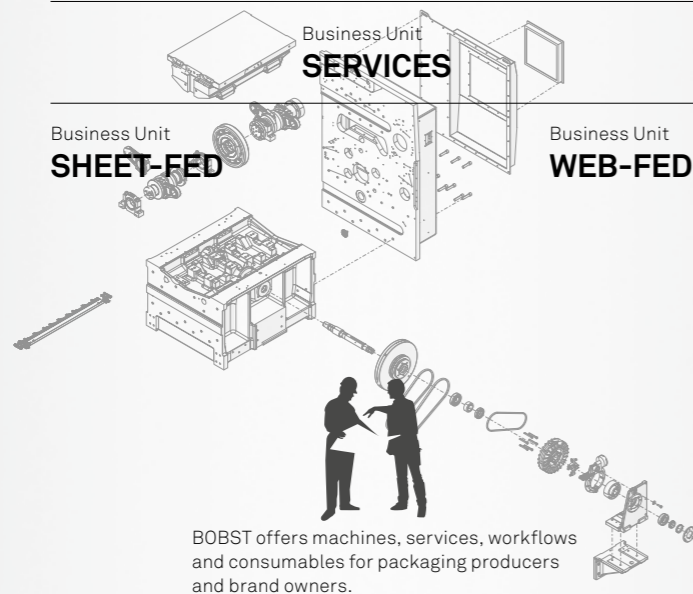 Business Unit
SERVICES
Business Unit
SHEET-FED
Business Unit
WEB-FED
BOBST offers machines, services, workflows
and consumables for packaging producers
and brand owners.